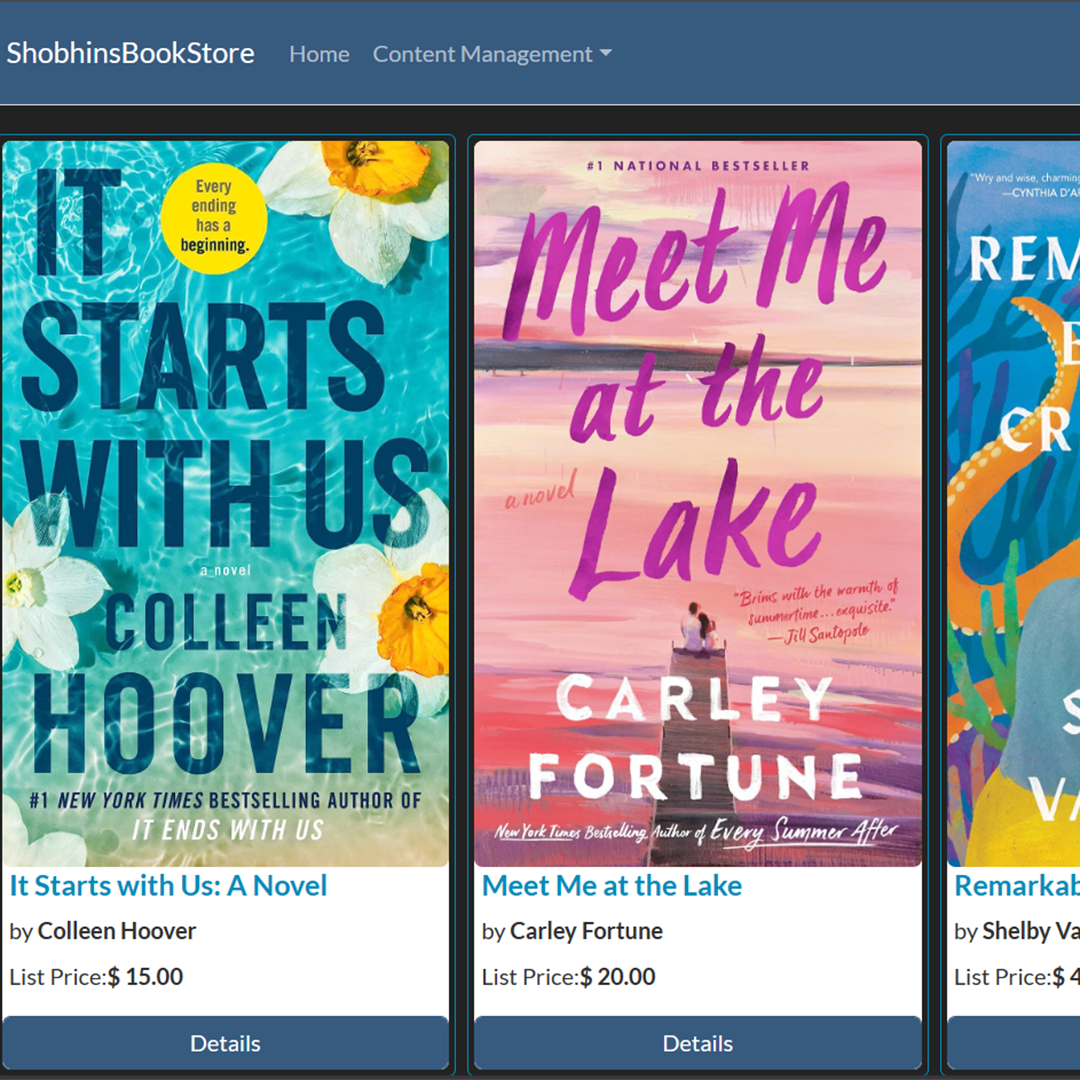 ShobhinsBookStore Home Content Management
IT
STARTS
WITH US
Every
ending
has a
beginning.
a novel
COLLEEN
HOOVER
#1 NEW YORK TIMES BESTSELLING AUTHOR OF
IT ENDS WITH US
It Starts with Us: A Novel
by Colleen Hoover
List Price:$ 15.00
Details
#1 NATIONAL BESTSELLER
Meet Me
at the
Lake
a novel
"Brims with the warmth of
summertime...exquisite."
—Jill Santopolo
CARLEY
FORTUNE
New York Times Bestselling Author of Every Summer After
Meet Me at the Lake
by Carley Fortune
List Price:$ 20.00
Details
"Wry and wise, charming
—CYNTHIA D'A
REM
CR
S
VA
Remarkab
by Shelby Va
List Price:$ 4